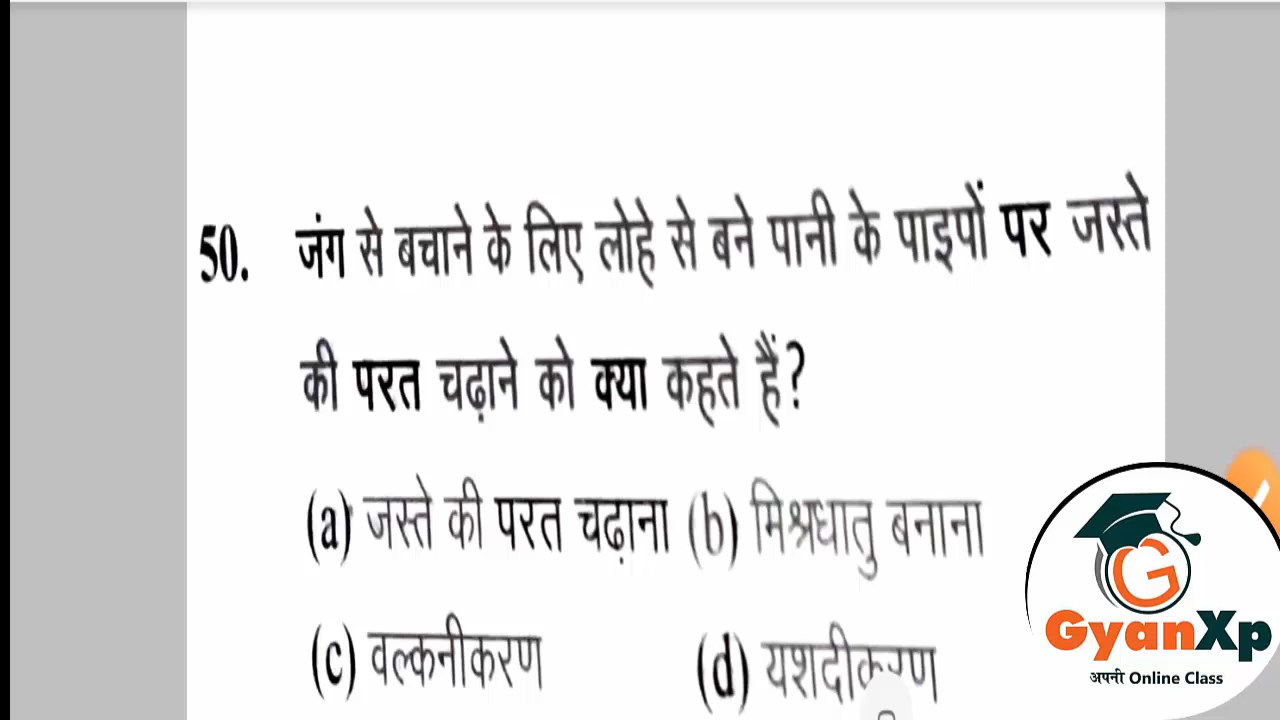 50. जंग से बचाने के लिए लोहे से बने पानी के पाइपों पर जस्ते
की परत चढ़ाने को क्या कहते हैं?
(a) जस्ते की परत चढ़ाना (b) मिश्रधातु बनाना
(c) वल्कनीकरण (d) यशदीकरण
G
GyanXp
अपनी Online Class